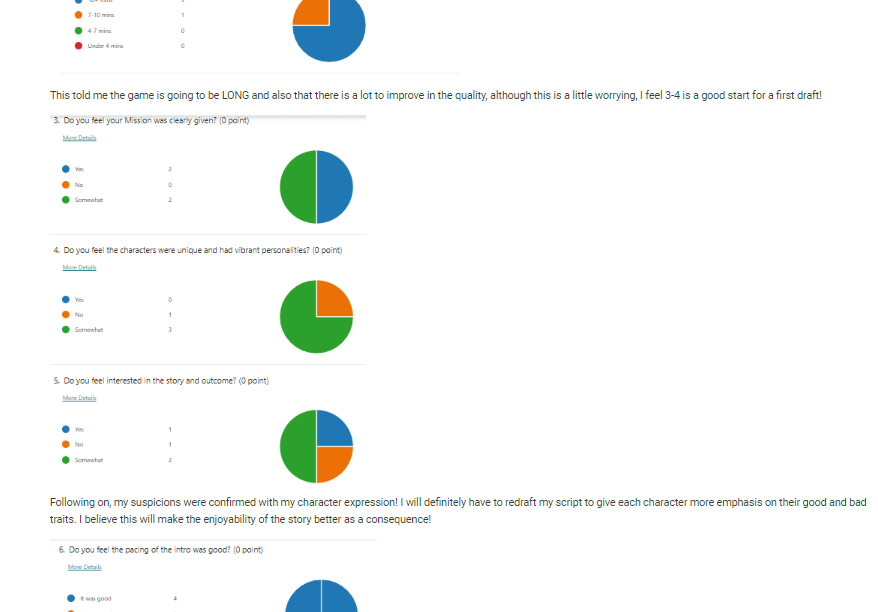 7-10 mins 1
4-7 mins 0
Under 4 mins 0
This told me the game is going to be LONG and also that there is a lot to improve in the quality, although this is a little worrying, I feel 3-4 is a good start for a first draft!
3. Do you feel your Mission was clearly given? (0 point)
More Details
Yes 2
No 0
Somewhat 2
4. Do you feel the characters were unique and had vibrant personalities? (0 point)
More Details
Yes 0
No 1
Somewhat 3
5. Do you feel interested in the story and outcome? (0 point)
More Details
Yes 1
No 1
Somewhat 2
Following on, my suspicions were confirmed with my character expression! I will definitely have to redraft my script to give each character more emphasis on their good and bad
traits. I believe this will make the enjoyability of the story better as a consequence!
6. Do you feel the pacing of the intro was good? (0 point)
More Details
It was good 4